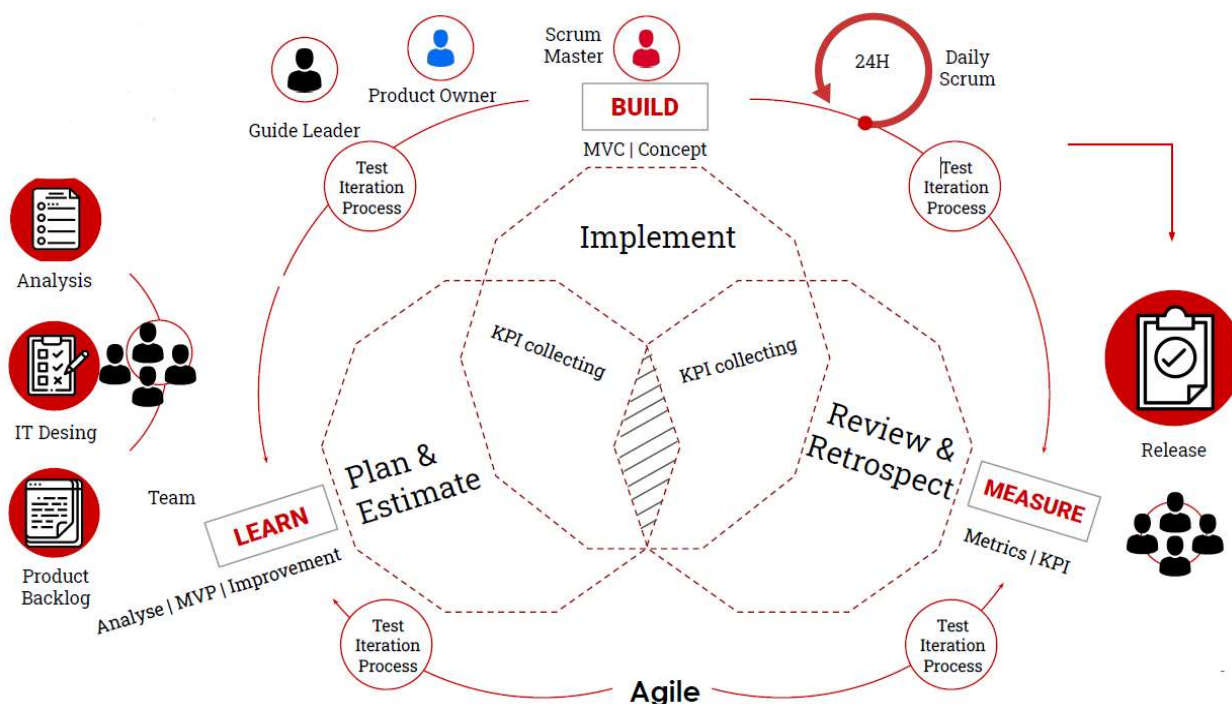 Scrum
Master
24H
Daily
Scrum
Product Owner
Guide Leader
BUILD
MVC | Concept
Test
Iteration
Process
Test
Iteration
Process
Implement
Analysis
KPI collecting
KPI collecting
IT Desing
Plan &
Estimate
Review &
Retrospect
Release
Team
LEARN
MEASURE
Product
Backlog
Analyse | MVP | Improvement
Metrics | KPI
Test
Iteration
Process
Test
Iteration
Process
Agile